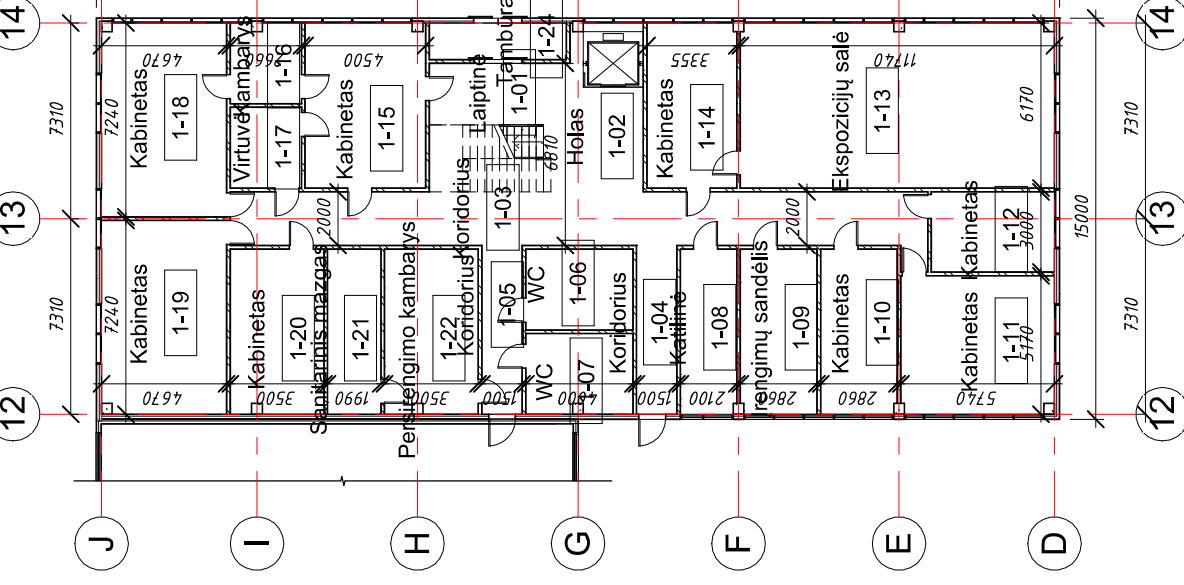 14
14
13
13
12
12
J
I
H
G
F
E
D
4670
2660
4500
3355
11740
7310
7240
7310
7240
6810
6170
7310
7310
15000
2000
2000
3000
5170
4670
3500
1990
3500
1500
1500
2100
2860
2860
5740
Kabinetas
1-18
Kambarys
1-16
Virtuvė
1-17
Kabinetas
1-15
Tambūras
1-24
Laiptinė
1-01
Holas
1-02
Kabinetas
1-14
Ekspozicijų salė
1-13
Koridorius
1-03
Kabinetas
1-12
Kabinetas
1-19
Kabinetas
1-20
Sanitarinis mazgas
1-21
Persirengimo kambarys
1-22
Koridorius
1-05
WC
1-06
WC
1-07
Koridorius
1-04
Katilinė
1-08
Įrengimų sandėlis
1-09
Kabinetas
1-10
Kabinetas
1-11